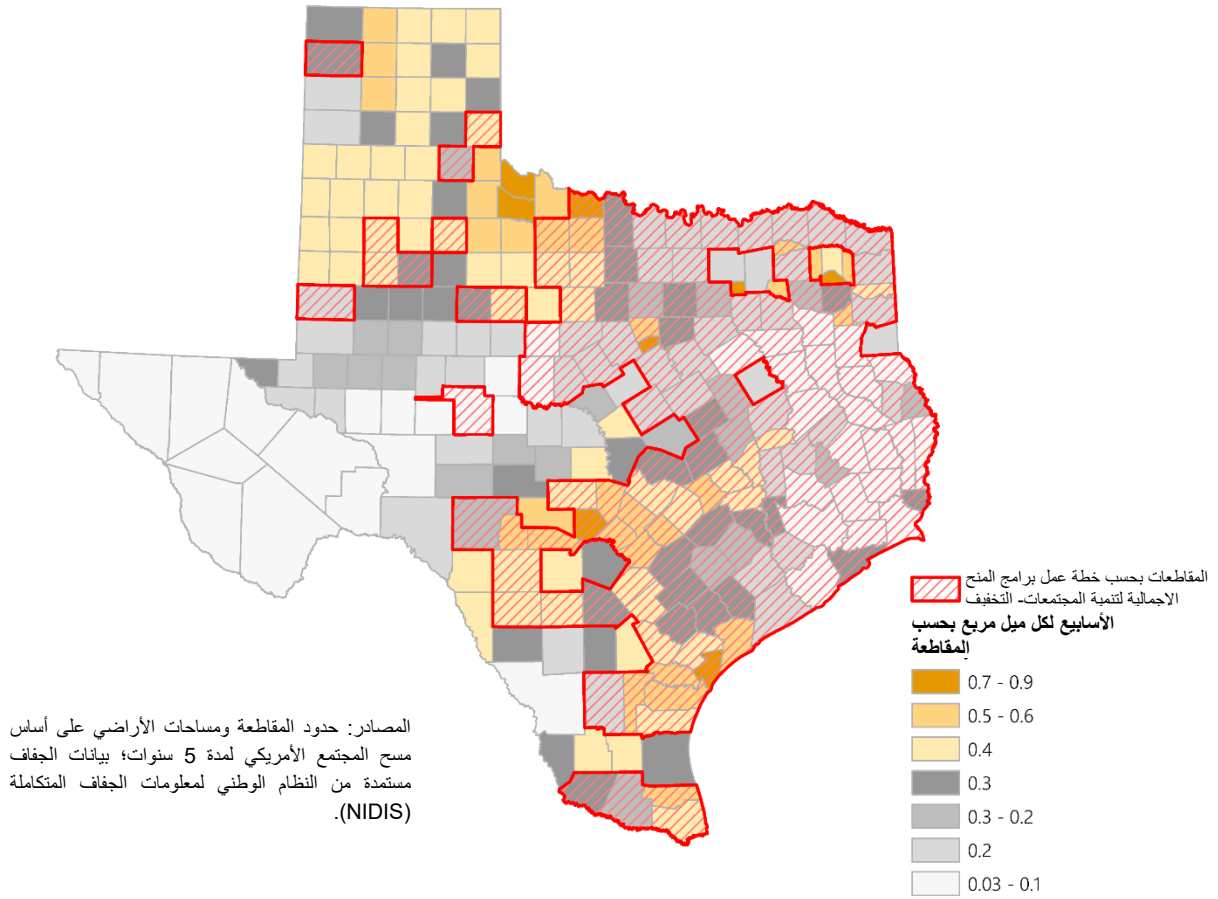 المقاطعات بحسب خطة عمل برامج المنح
الاجمالية لتنمية المجتمعات- التخفيف
الأسابيع لكل ميل مربع بحسب
المقاطعة
0.7 - 0.9
0.5 - 0.6
0.4
0.3
0.3 - 0.2
0.2
0.03 - 0.1
المصادر: حدود المقاطعة ومساحات الأراضي على أساس
مسح المجتمع الأمريكي لمدة 5 سنوات؛ بيانات الجفاف
مستمدة من النظام الوطني لمعلومات الجفاف المتكاملة
(NIDIS).